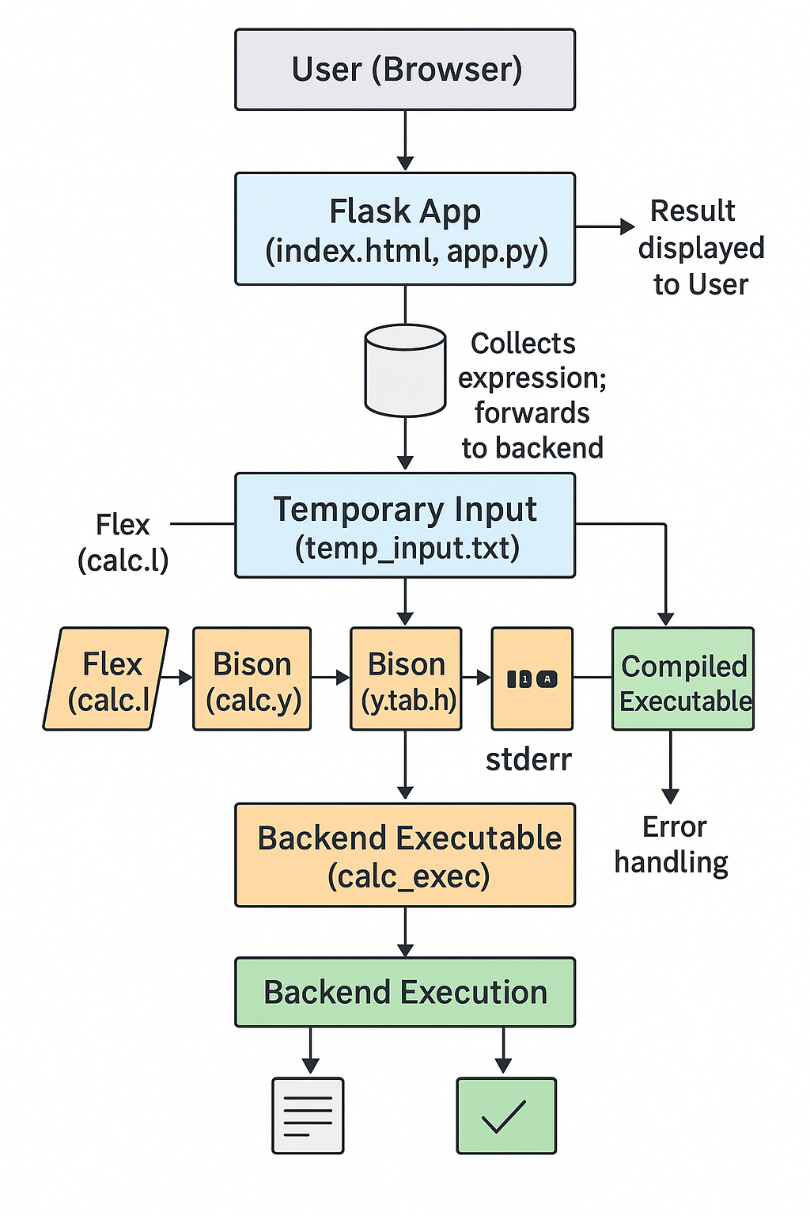 User (Browser)
Flask App
(index.html, app.py)
Result
displayed
to User
Collects
expression;
forwards
to backend
Temporary Input
(temp_input.txt)
Flex
(calc.l)
Flex
(calc.l
Bison
(calc.y)
Bison
(y.tab.h)
Compiled
Executable
stderr
Backend Executable
(calc_exec)
Error
handling
Backend Execution